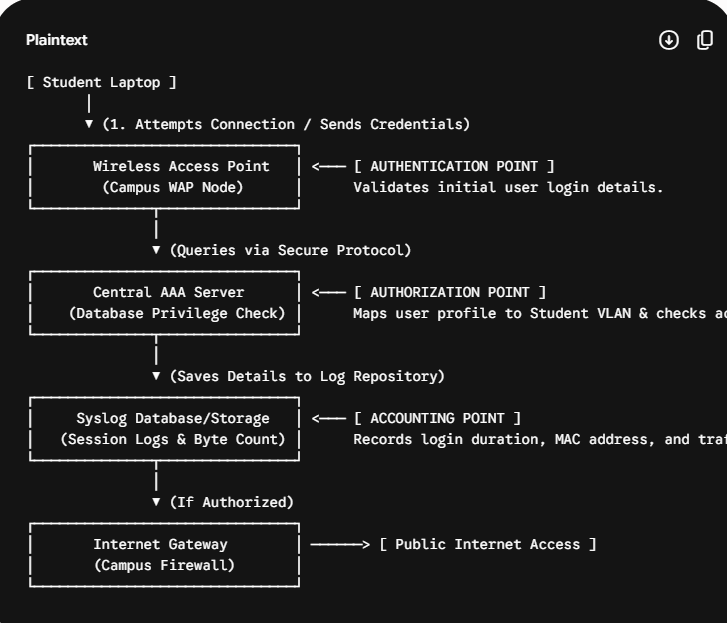 Plaintext
[ Student Laptop ]
(1. Attempts Connection / Sends Credentials)
Wireless Access Point <—— [ AUTHENTICATION POINT ]
(Campus WAP Node) Validates initial user login details.
(Queries via Secure Protocol)
Central AAA Server <—— [ AUTHORIZATION POINT ]
(Database Privilege Check) Maps user profile to Student VLAN & checks
(Saves Details to Log Repository)
Syslog Database/Storage <—— [ ACCOUNTING POINT ]
(Session Logs & Byte Count) Records login duration, MAC address, and
(If Authorized)
Internet Gateway ———> [ Public Internet Access ]
(Campus Firewall)